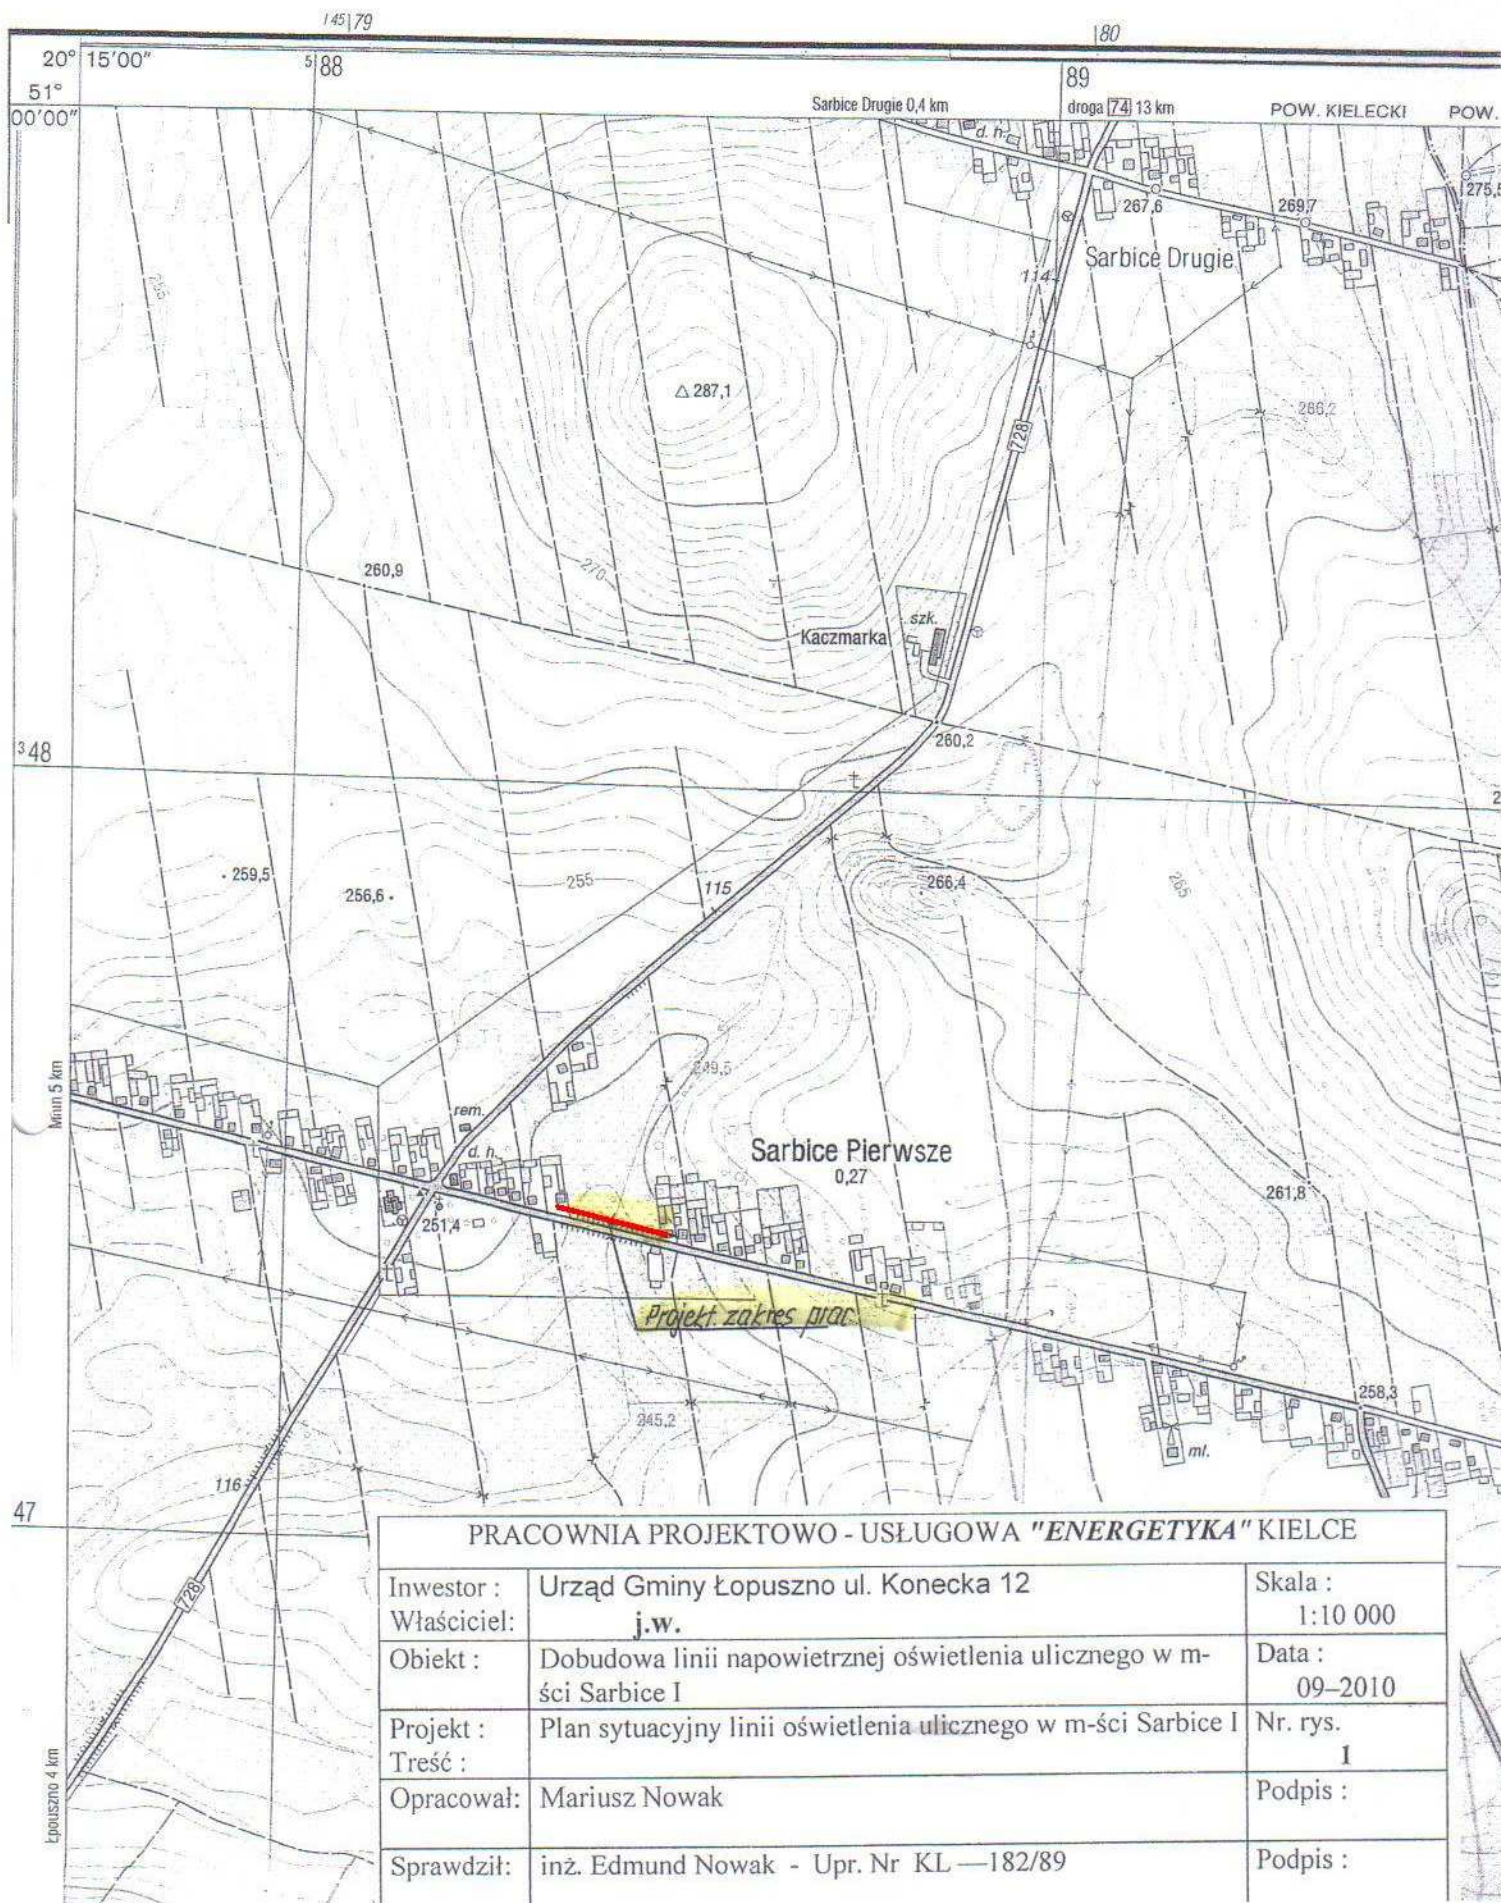 45 79
80
20° 15'00"
5 88
89
51°
00'00"
Sarbice Drugie 0,4 km
droga 74 13 km
POW. KIELECKI
POW.
d. h.
275,5
267,6
269,7
Sarbice Drugie
114
255
287,1
728
266,2
260,9
270
szk.
Kaczmarka
260,2
3 48
2
259,5
256,6
255
115
266,4
265
249,5
Mnin 5 km
rem.
d. h.
Sarbice Pierwsze
0,27
261,8
251,4
Projekt. zakres prac
258,3
245,2
ml.
116
47
728
PRACOWNIA PROJEKTOWO - USŁUGOWA "ENERGETYKA" KIELCE
Inwestor : Urząd Gminy Łopuszno ul. Konecka 12 Skala :
Właściciel: j.w. 1:10 000
Obiekt : Dobudowa linii napowietrznej oświetlenia ulicznego w m- Data :
ści Sarbice I 09–2010
Projekt : Plan sytuacyjny linii oświetlenia ulicznego w m-ści Sarbice I Nr. rys.
Treść : 1
Opracował: Mariusz Nowak Podpis :
Sprawdził: inż. Edmund Nowak - Upr. Nr KL —182/89 Podpis :
Łopuszno 4 km